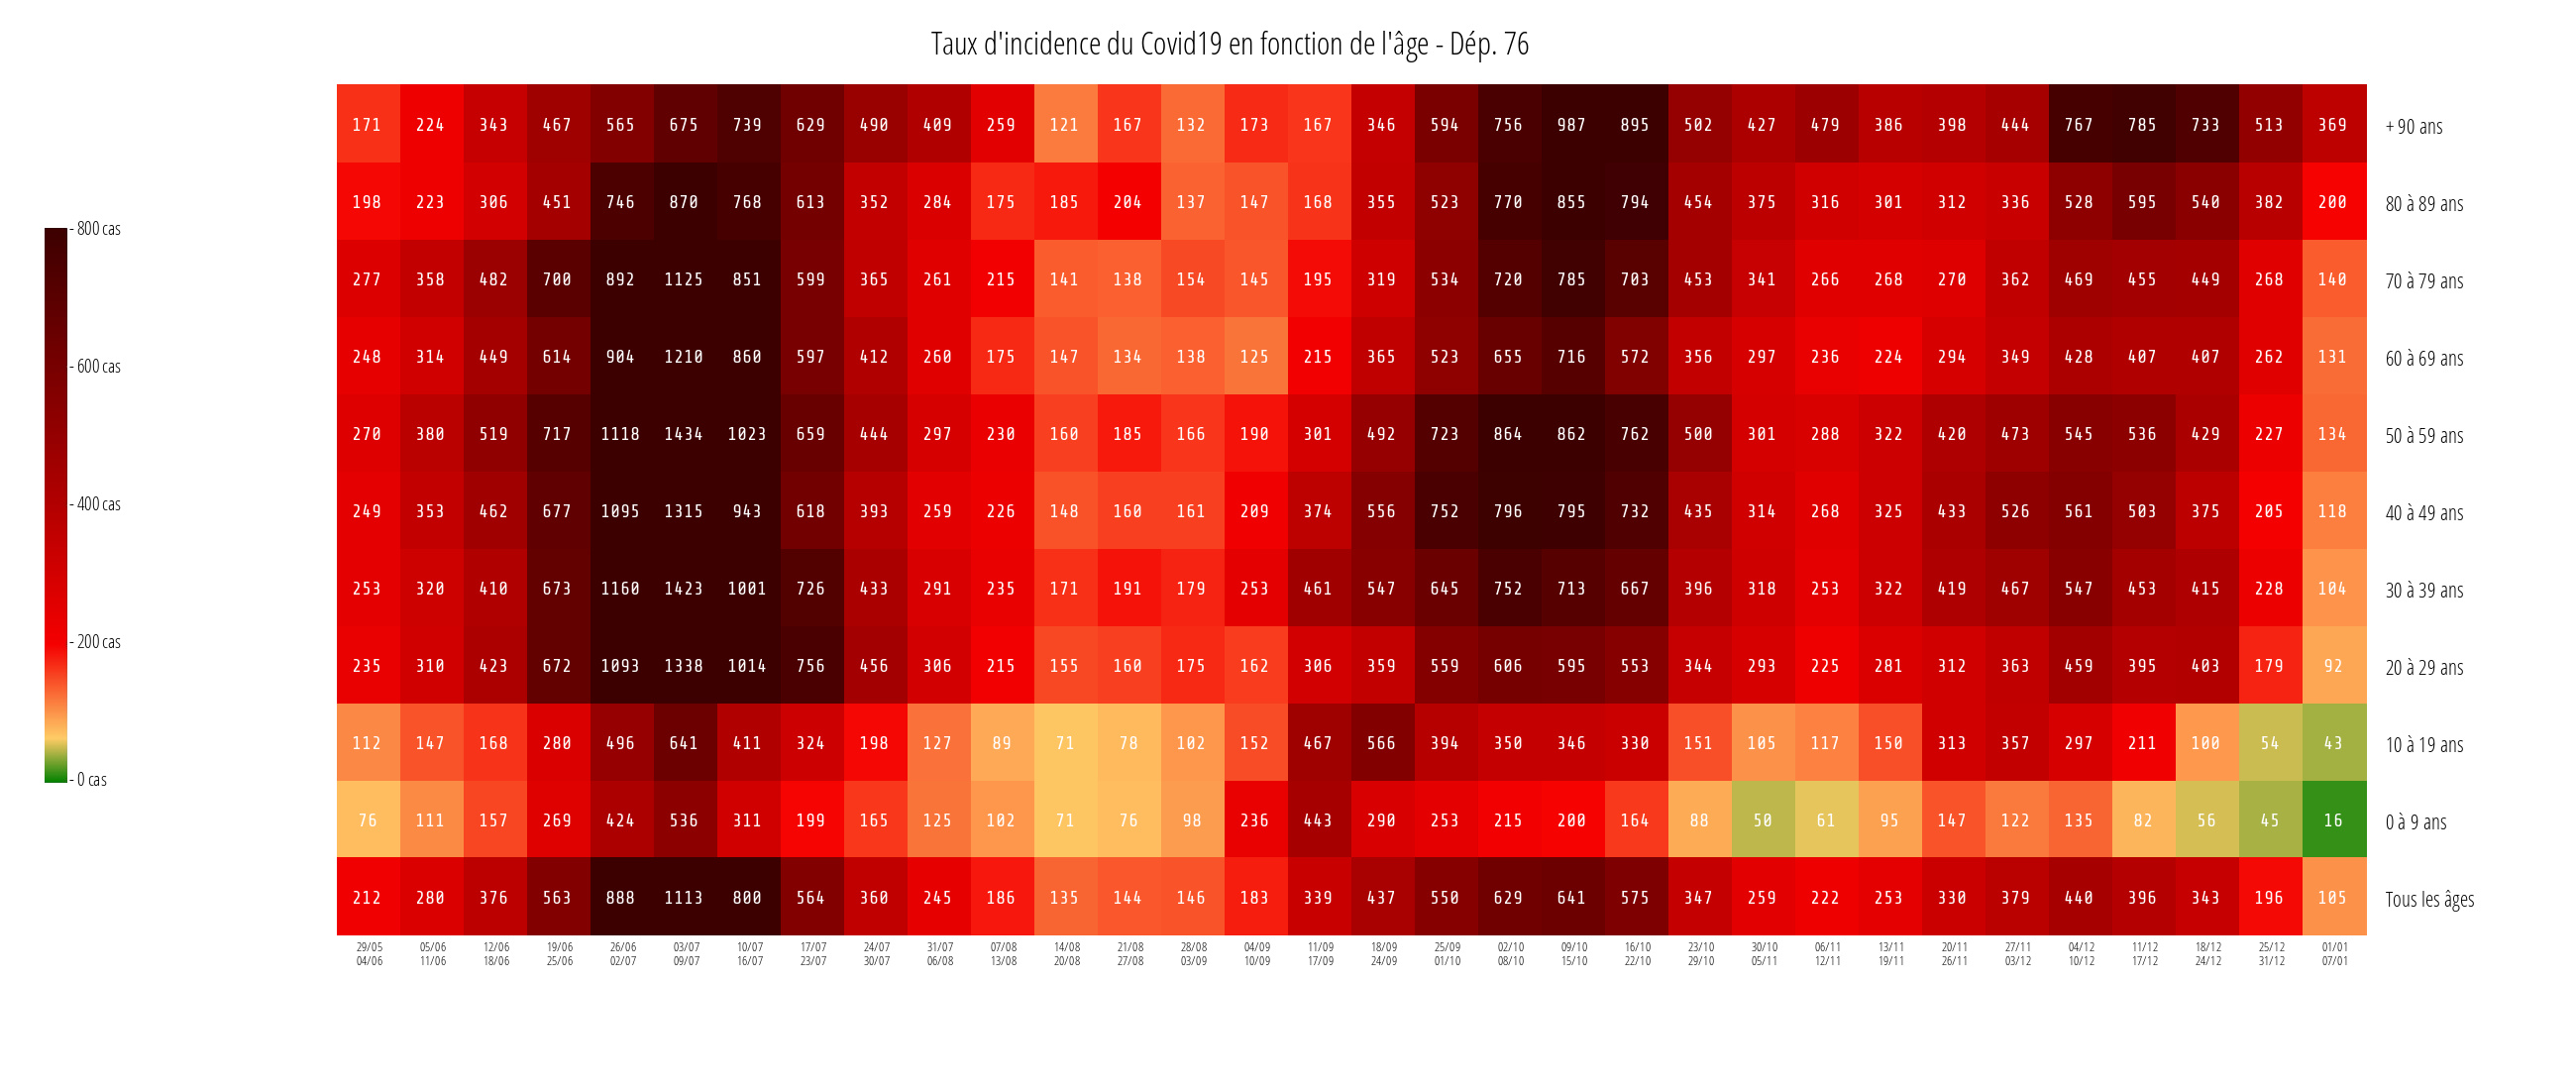 Taux d'incidence du Covid19 en fonction de l'âge - Dép. 76
- 800 cas
- 600 cas
- 400 cas
- 200 cas
- 0 cas
171 224 343 467 565 675 739 629 490 409 259 121 167 132 173 167 346 594 756 987 895 502 427 479 386 398 444 767 785 733 513 369 + 90 ans
198 223 306 451 746 870 768 613 352 284 175 185 204 137 147 168 355 523 770 855 794 454 375 316 301 312 336 528 595 540 382 200 80 à 89 ans
277 358 482 700 892 1125 851 599 365 261 215 141 138 154 145 195 319 534 720 785 703 453 341 266 268 270 362 469 455 449 268 140 70 à 79 ans
248 314 449 614 904 1210 860 597 412 260 175 147 134 138 125 215 365 523 655 716 572 356 297 236 224 294 349 428 407 407 262 131 60 à 69 ans
270 380 519 717 1118 1434 1023 659 444 297 230 160 185 166 190 301 492 723 864 862 762 500 301 288 322 420 473 545 536 429 227 134 50 à 59 ans
249 353 462 677 1095 1315 943 618 393 259 226 148 160 161 209 374 556 752 796 795 732 435 314 268 325 433 526 561 503 375 205 118 40 à 49 ans
253 320 410 673 1160 1423 1001 726 433 291 235 171 191 179 253 461 547 645 752 713 667 396 318 253 322 419 467 547 453 415 228 104 30 à 39 ans
235 310 423 672 1093 1338 1014 756 456 306 215 155 160 175 162 306 359 559 606 595 553 344 293 225 281 312 363 459 395 403 179 92 20 à 29 ans
112 147 168 280 496 641 411 324 198 127 89 71 78 102 152 467 566 394 350 346 330 151 105 117 150 313 357 297 211 100 54 43 10 à 19 ans
76 111 157 269 424 536 311 199 165 125 102 71 76 98 236 443 290 253 215 200 164 88 50 61 95 147 122 135 82 56 45 16 0 à 9 ans
212 280 376 563 888 1113 800 564 360 245 186 135 144 146 183 339 437 550 629 641 575 347 259 222 253 330 379 440 396 343 196 105 Tous les âges
29/05 05/06 12/06 19/06 26/06 03/07 10/07 17/07 24/07 31/07 07/08 14/08 21/08 28/08 04/09 11/09 18/09 25/09 02/10 09/10 16/10 23/10 30/10 06/11 13/11 20/11 27/11 04/12 11/12 18/12 25/12 01/01
04/06 11/06 18/06 25/06 02/07 09/07 16/07 23/07 30/07 06/08 13/08 20/08 27/08 03/09 10/09 17/09 24/09 01/10 08/10 15/10 22/10 29/10 05/11 12/11 19/11 26/11 03/12 10/12 17/12 24/12 31/12 07/01